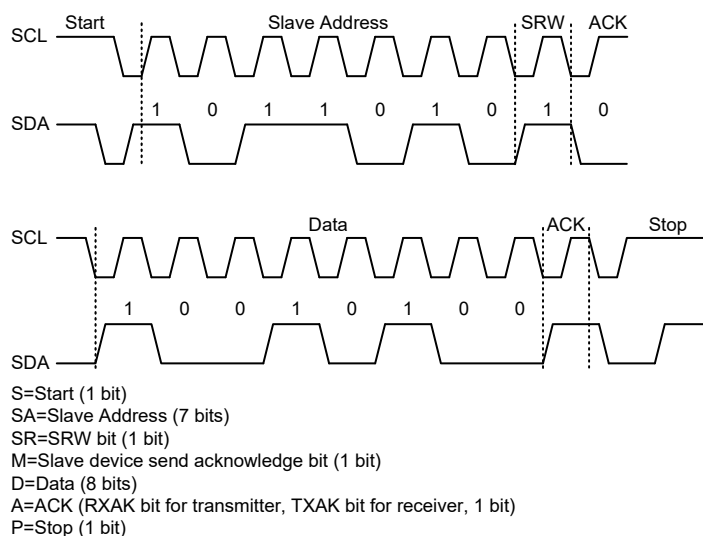 Start Slave Address SRW ACK
SCL
1 0 1 1 0 1 0 1 0
SDA
Data ACK Stop
SCL
1 0 0 1 0 1 0 0
SDA
S=Start (1 bit)
SA=Slave Address (7 bits)
SR=SRW bit (1 bit)
M=Slave device send acknowledge bit (1 bit)
D=Data (8 bits)
A=ACK (RXAK bit for transmitter, TXAK bit for receiver, 1 bit)
P=Stop (1 bit)